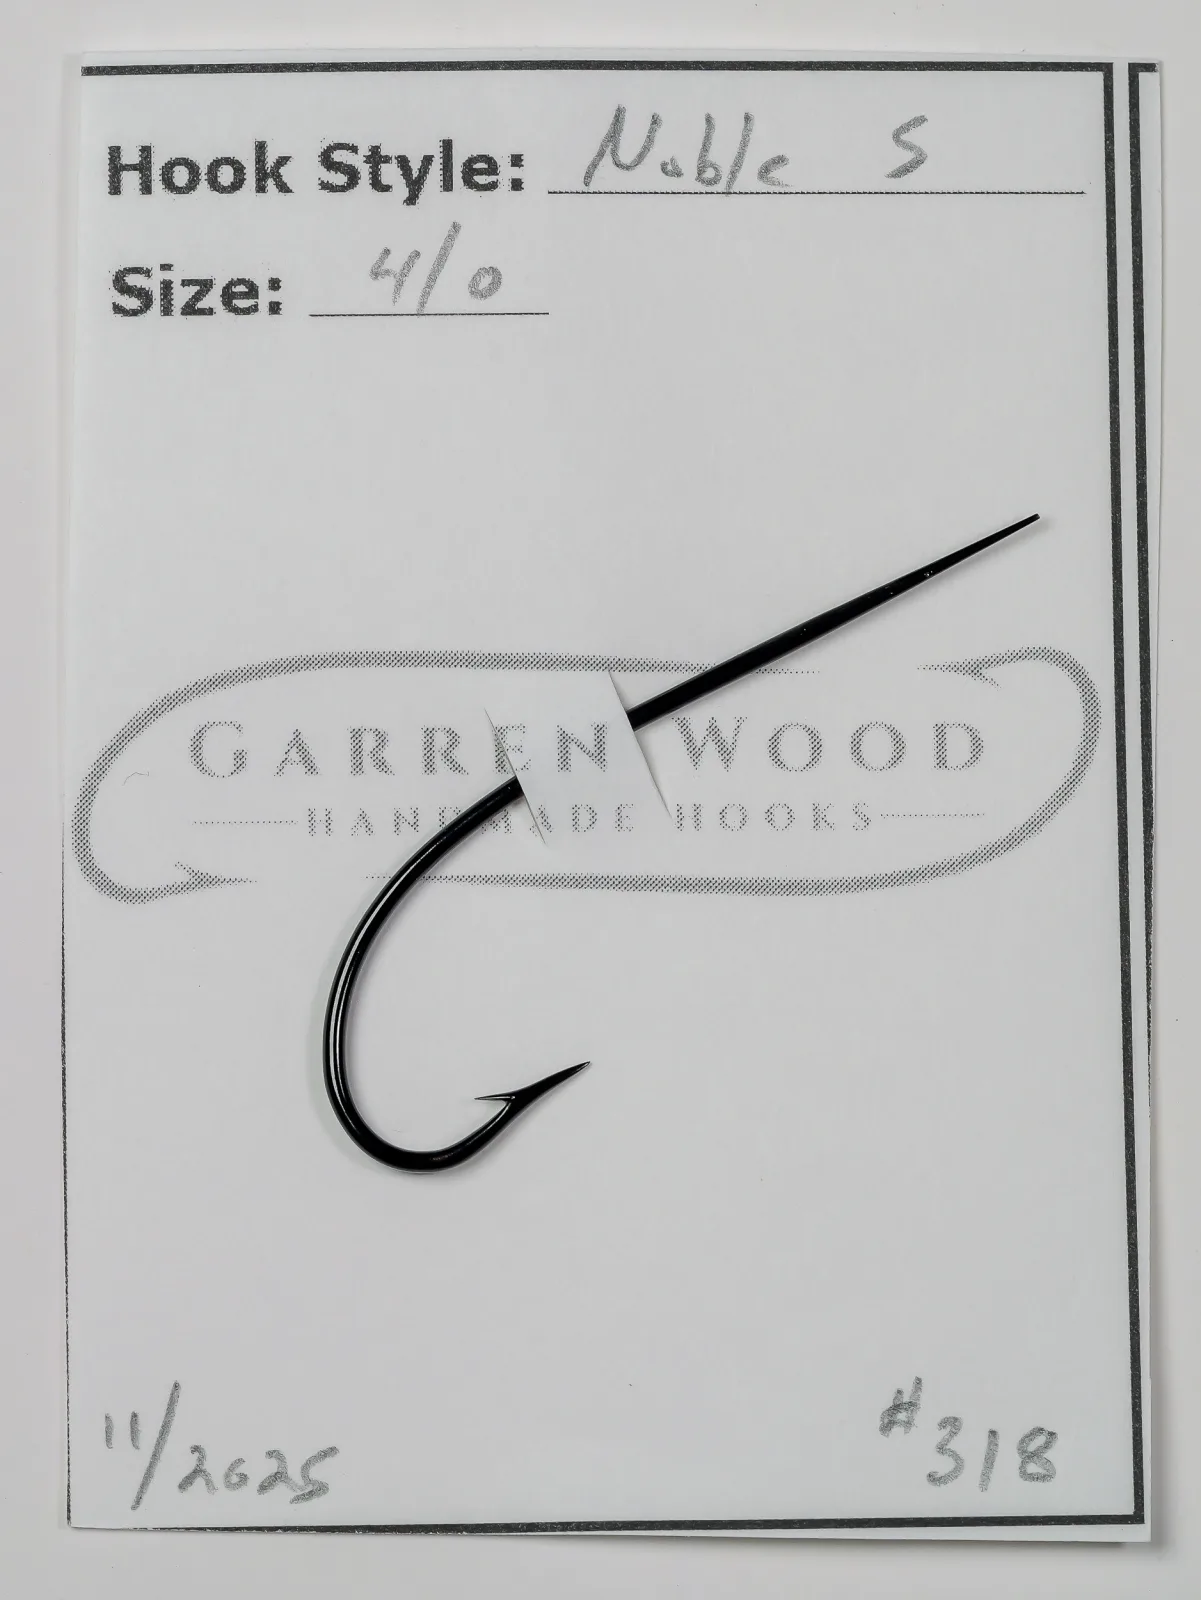 Hook Style: Noble S
Size: 4/0
GARREN WOOD
HANDMADE HOOKS
11/2025
#318